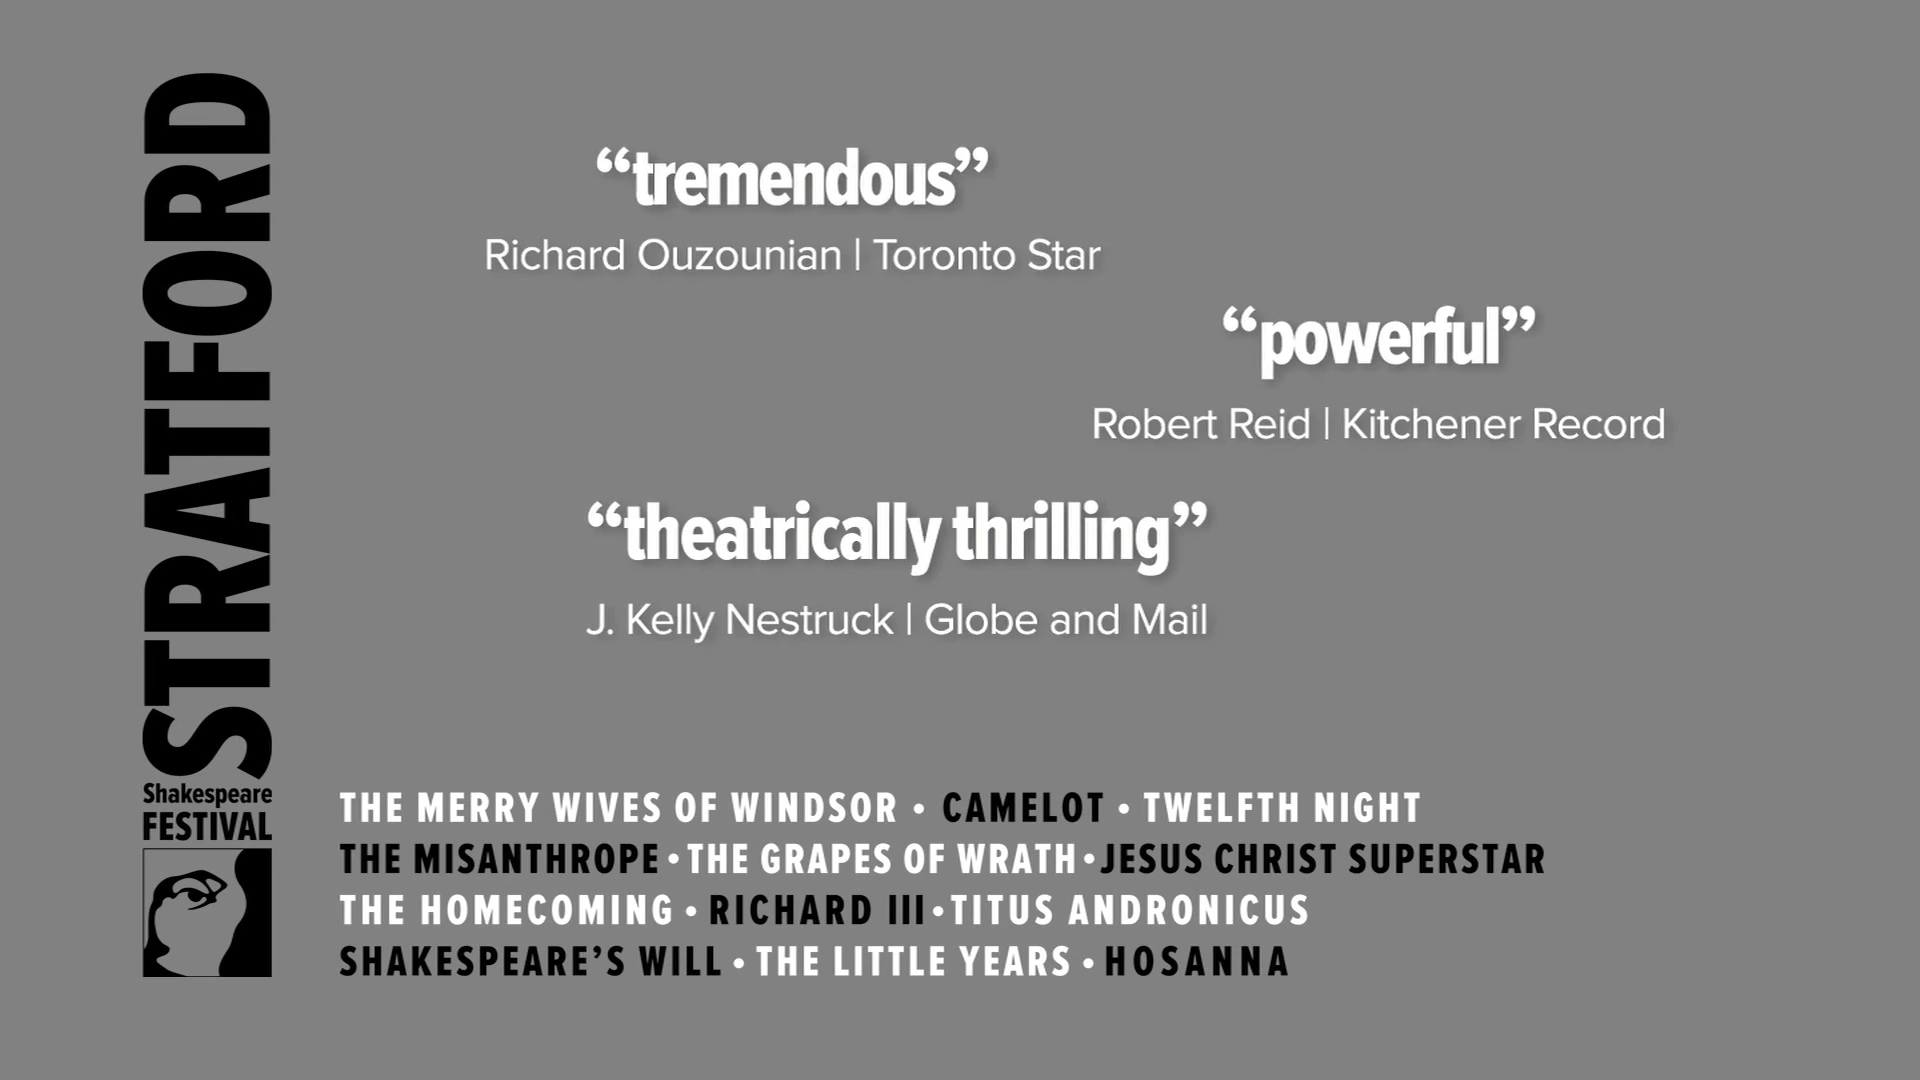 STRATFORD
Shakespeare
FESTIVAL
“tremendous”
Richard Ouzounian | Toronto Star
“powerful”
Robert Reid | Kitchener Record
“theatrically thrilling”
J. Kelly Nestruck | Globe and Mail
THE MERRY WIVES OF WINDSOR • CAMELOT • TWELFTH NIGHT
THE MISANTHROPE • THE GRAPES OF WRATH • JESUS CHRIST SUPERSTAR
THE HOMECOMING • RICHARD III • TITUS ANDRONICUS
SHAKESPEARE’S WILL • THE LITTLE YEARS • HOSANNA